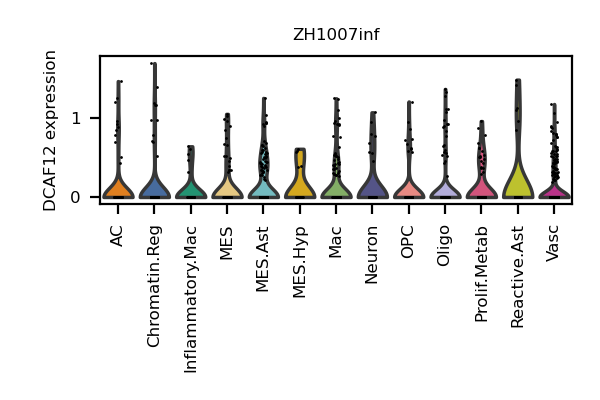 ZH1007inf
DCAF12 expression
1
0
AC
Chromatin.Reg
Inflammatory.Mac
MES
MES.Ast
MES.Hyp
Mac
Neuron
OPC
Oligo
Prolif.Metab
Reactive.Ast
Vasc